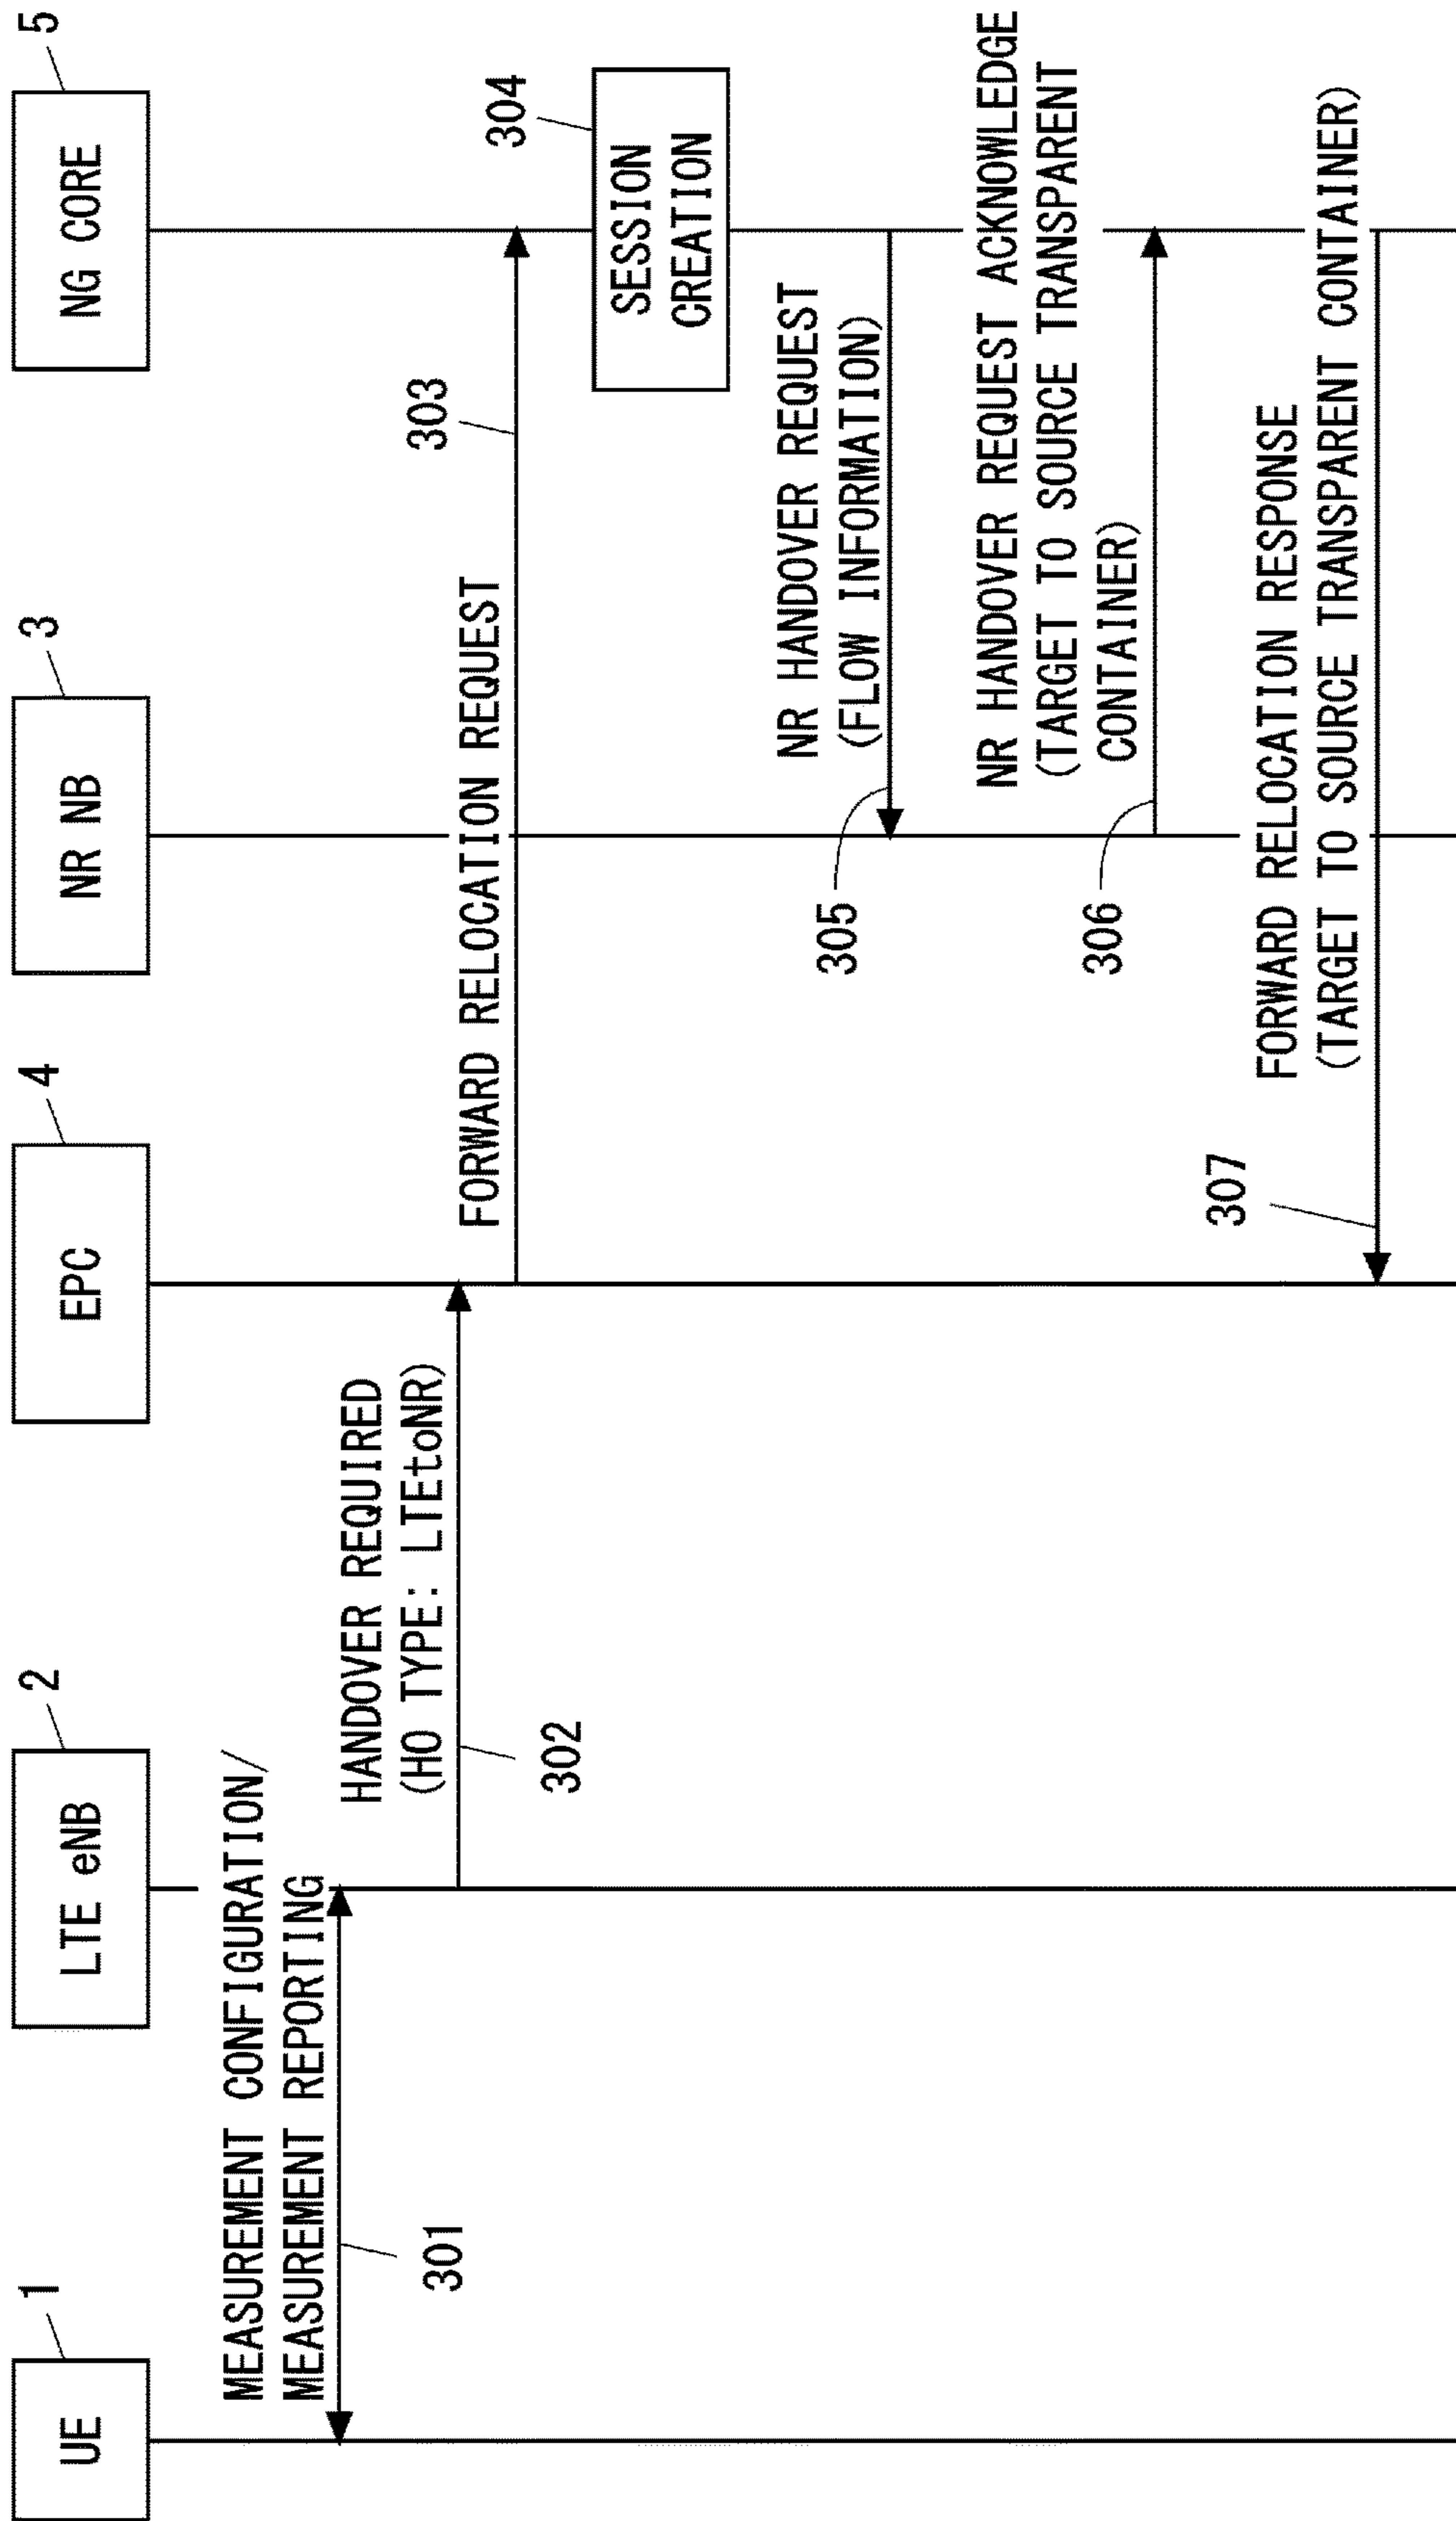 UE
1
LTE eNB
2
EPC
4
NR NB
3
NG CORE
5
MEASUREMENT CONFIGURATION/
MEASUREMENT REPORTING
301
HANDOVER REQUIRED
(HO TYPE: LTEtoNR)
302
FORWARD RELOCATION REQUEST
303
304
SESSION
CREATION
NR HANDOVER REQUEST
(FLOW INFORMATION)
305
NR HANDOVER REQUEST ACKNOWLEDGE
(TARGET TO SOURCE TRANSPARENT
CONTAINER)
306
FORWARD RELOCATION RESPONSE
(TARGET TO SOURCE TRANSPARENT CONTAINER)
307